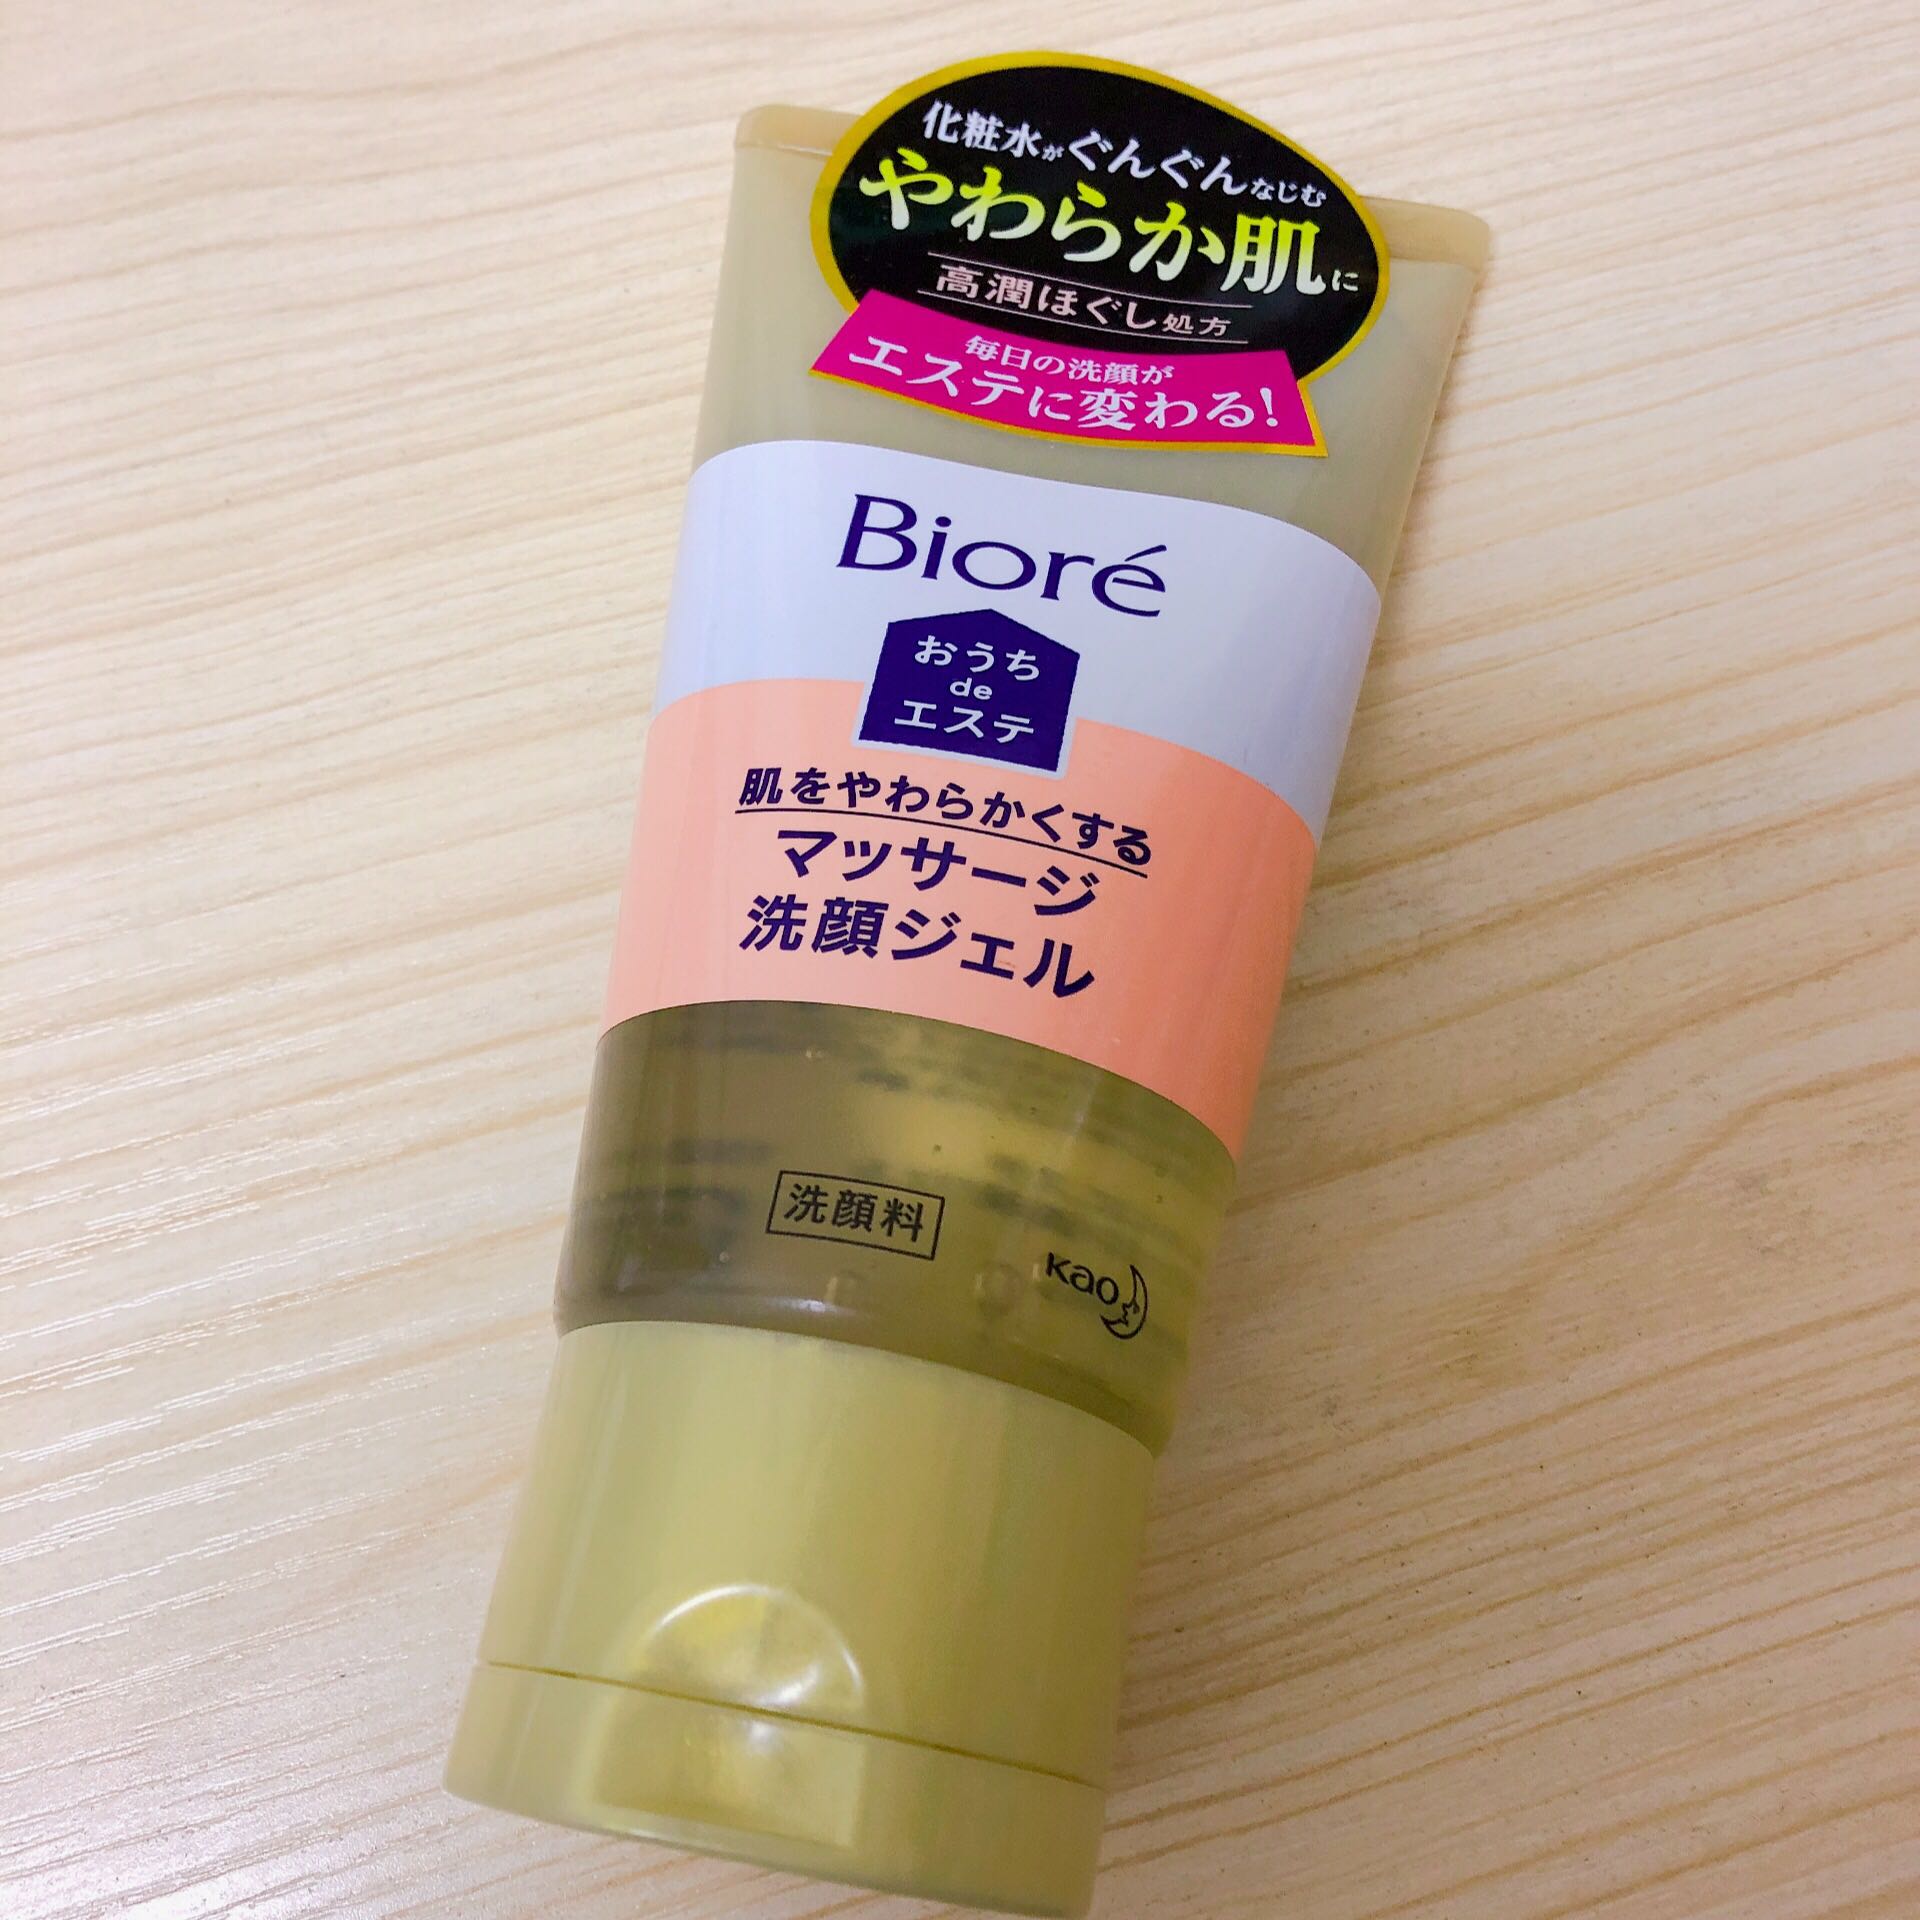 化粧水がぐんぐんなじむ
やわらか肌に
高潤ほぐし処方
毎日の洗顔が
エステに変わる!
Bioré
おうち
de
エステ
肌をやわらかくする
マッサージ
洗顔ジェル
洗顔料
Kao